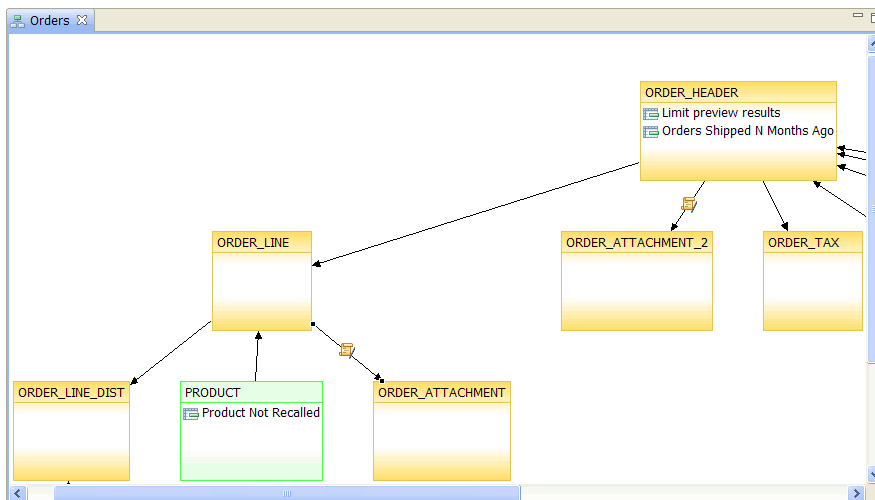 Orders
ORDER_HEADER
Limit preview results
Orders Shipped N Months Ago
ORDER_LINE
ORDER_ATTACHMENT_2
ORDER_TAX
ORDER_LINE_DIST
PRODUCT
Product Not Recalled
ORDER_ATTACHMENT